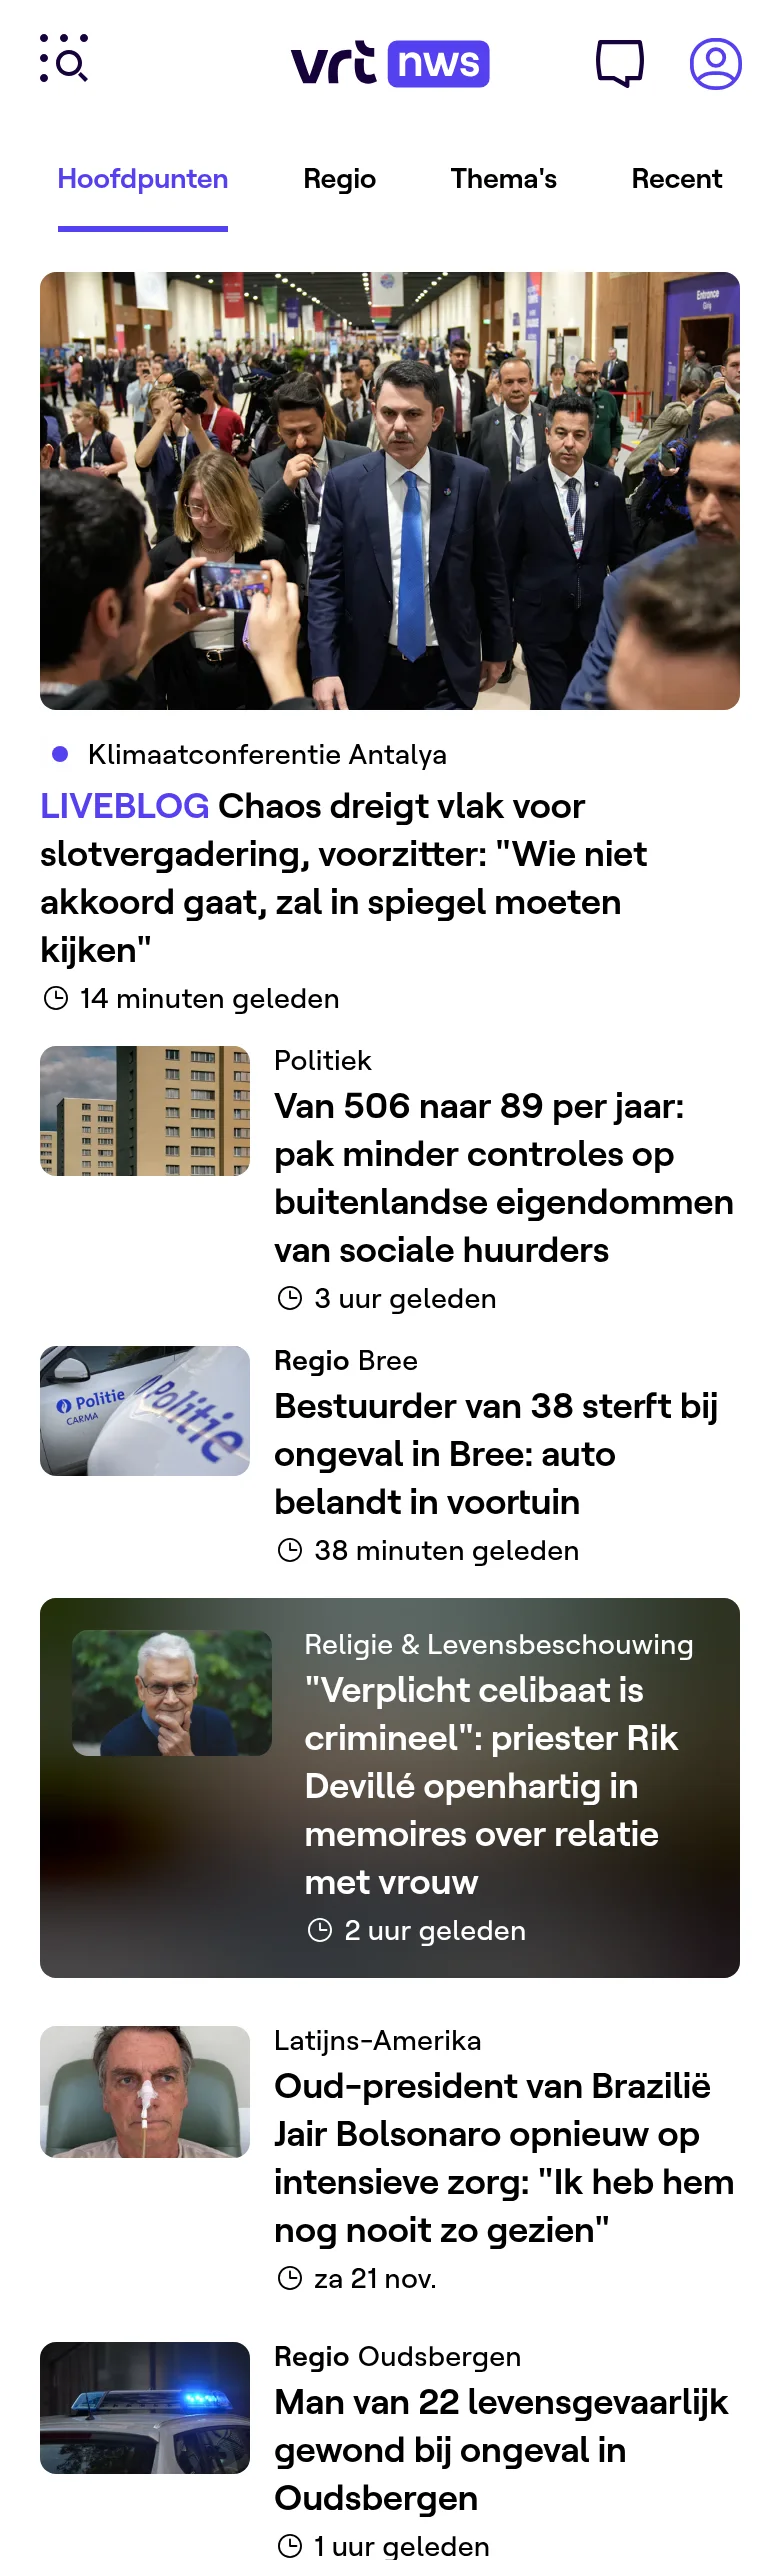 vrt nws
Hoofdpunten Regio Thema's Recent
Entrance
Klimaatconferentie Antalya
LIVEBLOG Chaos dreigt vlak voor
slotvergadering, voorzitter: "Wie niet
akkoord gaat, zal in spiegel moeten
kijken"
14 minuten geleden
Politiek
Van 506 naar 89 per jaar:
pak minder controles op
buitenlandse eigendommen
van sociale huurders
3 uur geleden
Politie
CARMA
Politie
Regio Bree
Bestuurder van 38 sterft bij
ongeval in Bree: auto
belandt in voortuin
38 minuten geleden
Religie & Levensbeschouwing
"Verplicht celibaat is
crimineel": priester Rik
Devillé openhartig in
memoires over relatie
met vrouw
2 uur geleden
Latijns-Amerika
Oud-president van Brazilië
Jair Bolsonaro opnieuw op
intensieve zorg: "Ik heb hem
nog nooit zo gezien"
za 21 nov.
Regio Oudsbergen
Man van 22 levensgevaarlijk
gewond bij ongeval in
Oudsbergen
1 uur geleden